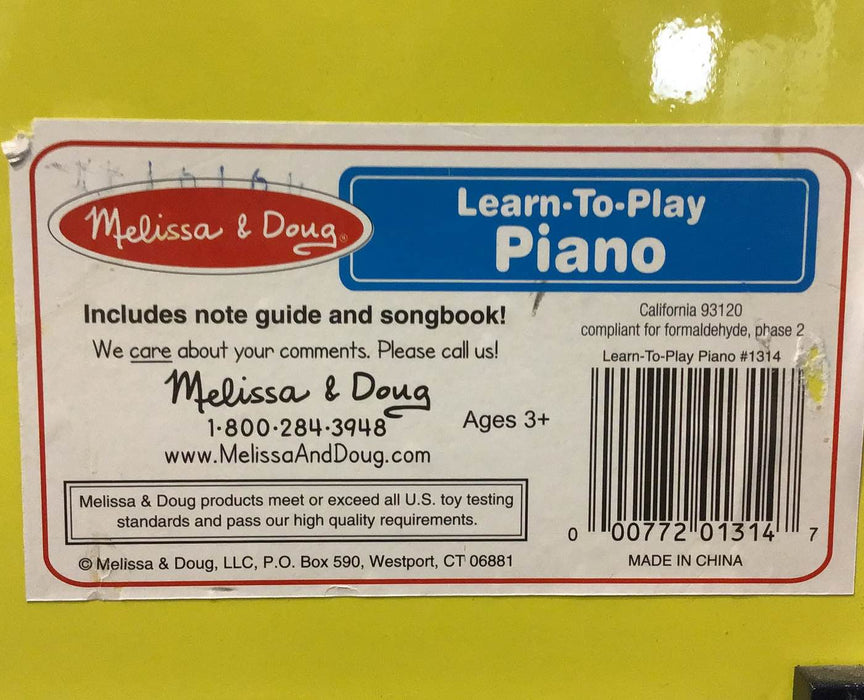 Melissa & Doug®
Learn-To-Play
Piano
Includes note guide and songbook!
We care about your comments. Please call us!
Melissa & Doug
1-800-284-3948
www.MelissaAndDoug.com
Ages 3+
California 93120
compliant for formaldehyde, phase 2
Learn-To-Play Piano #1314
0 00772 01314 7
MADE IN CHINA
Melissa & Doug products meet or exceed all U.S. toy testing
standards and pass our high quality requirements.
© Melissa & Doug, LLC, P.O. Box 590, Westport, CT 06881